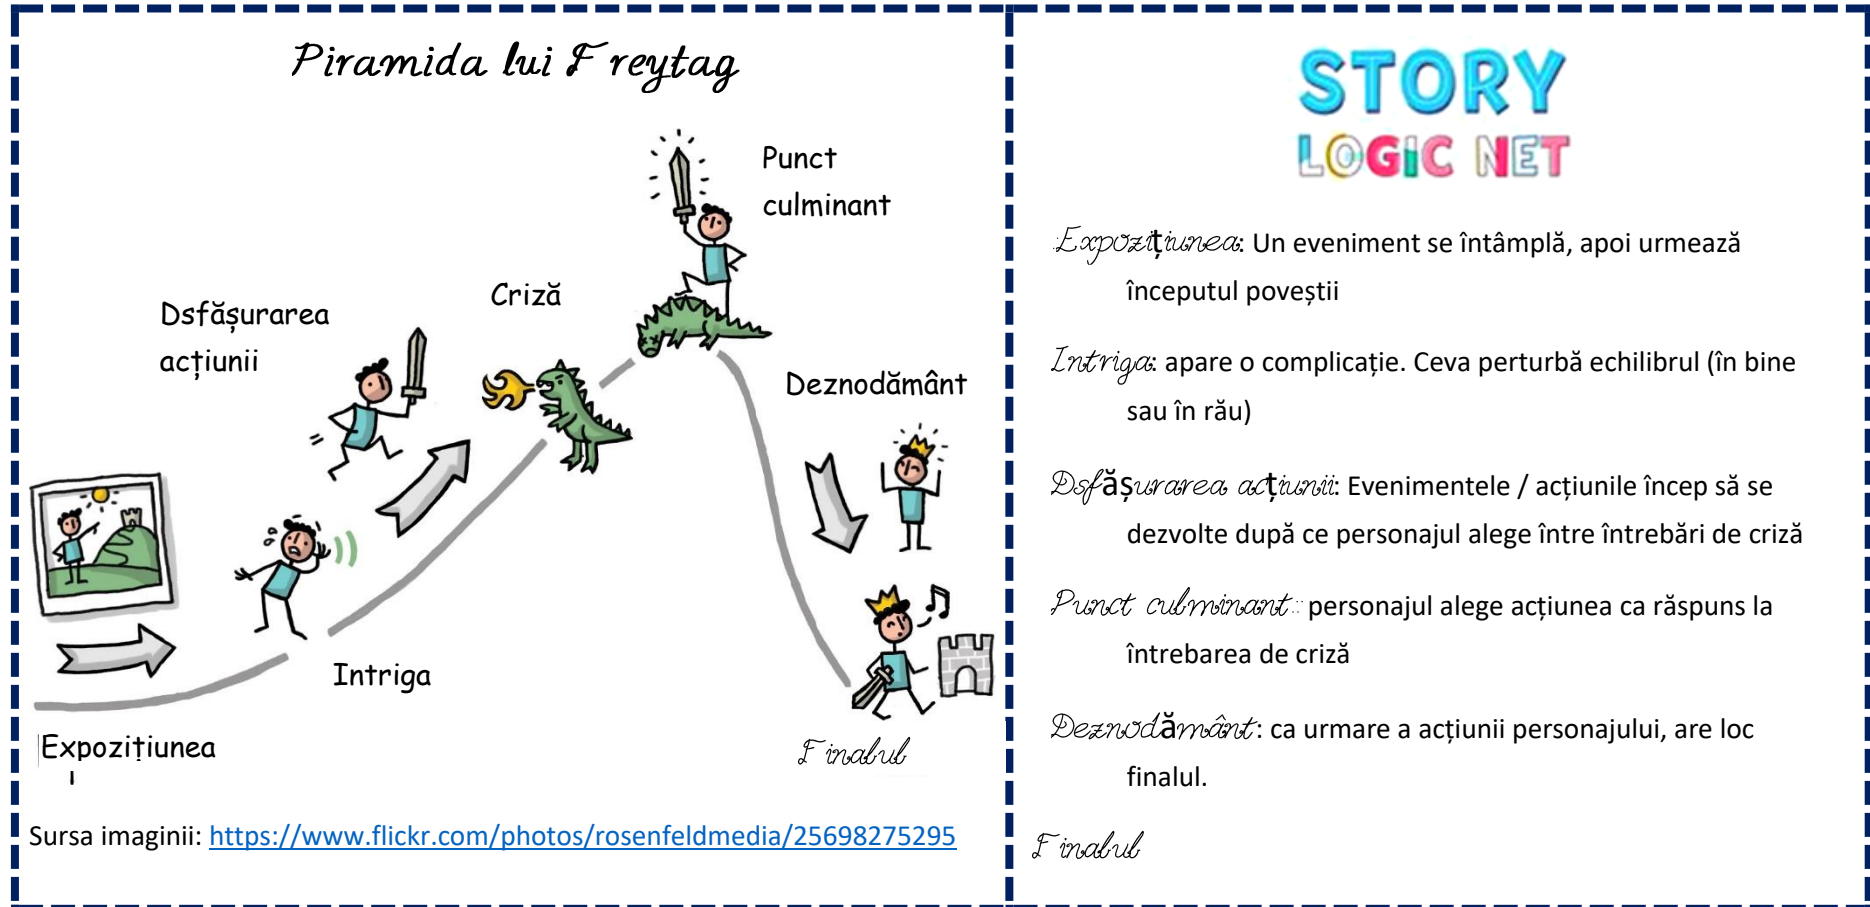 Piramida lui Freytag
Punct
culminant
Criză
Dsfășurarea
acțiunii
Deznodământ
Intriga
Expozițiunea
Finalul
Sursa imaginii: https://www.flickr.com/photos/rosenfeldmedia/25698275295
STORY
LOGIC NET
Expozițiunea: Un eveniment se întâmplă, apoi urmează
începutul poveștii
Intriga: apare o complicație. Ceva perturbă echilibrul (în bine
sau în rău)
Dsfășurarea acțiunii: Evenimentele / acțiunile încep să se
dezvolte după ce personajul alege între întrebări de criză
Punct culminant: personajul alege acțiunea ca răspuns la
întrebarea de criză
Deznodământ: ca urmare a acțiunii personajului, are loc
finalul.
Finalul